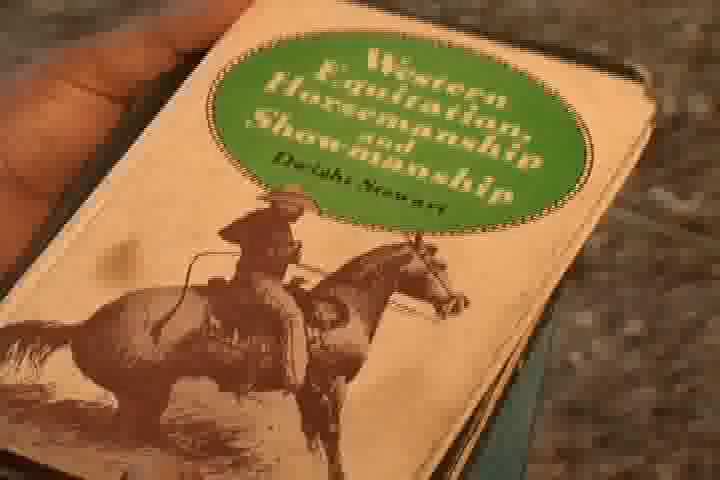 Western
Equitation,
Horsemanship
and
Showmanship
Dwight Stewart